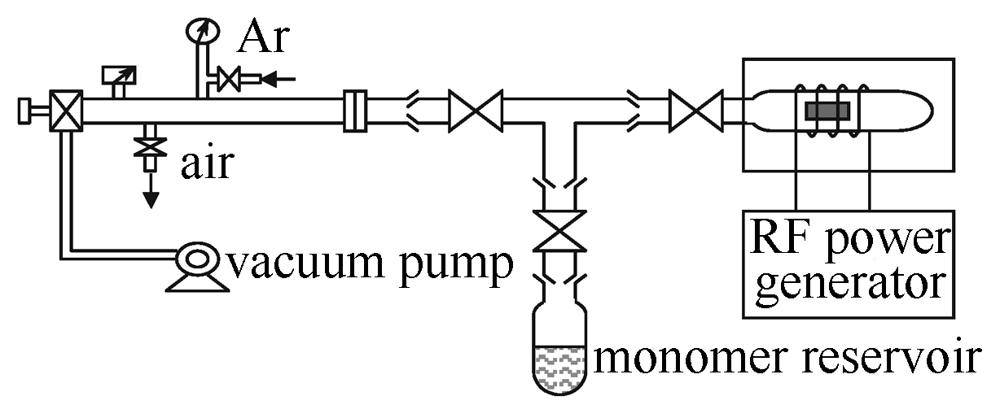 Ar
air
vacuum pump
RF power
generator
monomer reservoir